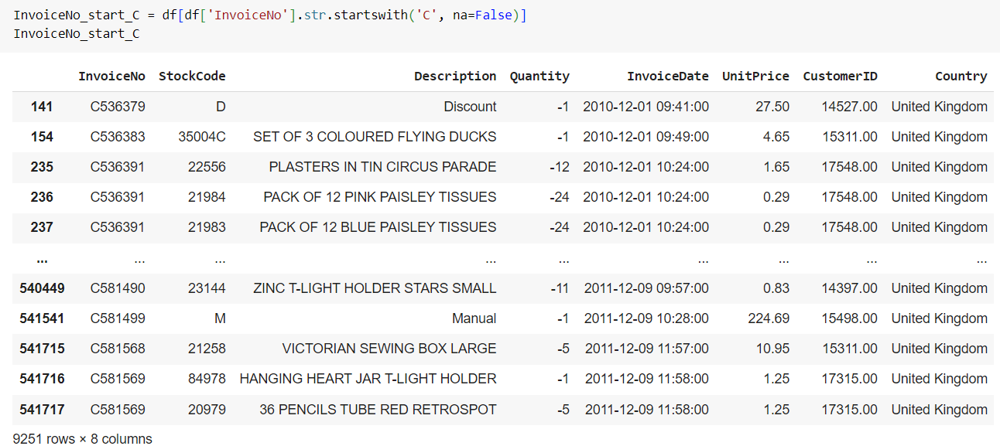 InvoiceNo_start_C = df[df['InvoiceNo'].str.startswith('C', na=False)]
InvoiceNo_start_C
InvoiceNo StockCode Description Quantity InvoiceDate UnitPrice CustomerID Country
141 C536379 D Discount -1 2010-12-01 09:41:00 27.50 14527.00 United Kingdom
154 C536383 35004C SET OF 3 COLOURED FLYING DUCKS -1 2010-12-01 09:49:00 4.65 15311.00 United Kingdom
235 C536391 22556 PLASTERS IN TIN CIRCUS PARADE -12 2010-12-01 10:24:00 1.65 17548.00 United Kingdom
236 C536391 21984 PACK OF 12 PINK PAISLEY TISSUES -24 2010-12-01 10:24:00 0.29 17548.00 United Kingdom
237 C536391 21983 PACK OF 12 BLUE PAISLEY TISSUES -24 2010-12-01 10:24:00 0.29 17548.00 United Kingdom
... ... ... ... ... ... ... ... ...
540449 C581490 23144 ZINC T-LIGHT HOLDER STARS SMALL -11 2011-12-09 09:57:00 0.83 14397.00 United Kingdom
541541 C581499 M Manual -1 2011-12-09 10:28:00 224.69 15498.00 United Kingdom
541715 C581568 21258 VICTORIAN SEWING BOX LARGE -5 2011-12-09 11:57:00 10.95 15311.00 United Kingdom
541716 C581569 84978 HANGING HEART JAR T-LIGHT HOLDER -1 2011-12-09 11:58:00 1.25 17315.00 United Kingdom
541717 C581569 20979 36 PENCILS TUBE RED RETROSPOT -5 2011-12-09 11:58:00 1.25 17315.00 United Kingdom
9251 rows × 8 columns